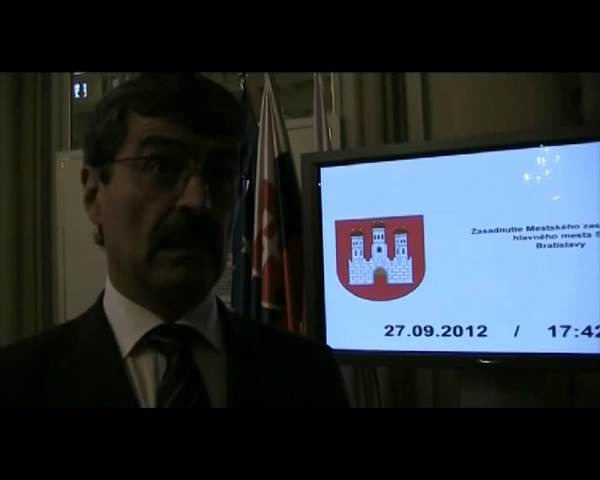 Zasadnutie Mestského zas
hlavného mesta S
Bratislavy
27.09.2012 / 17:42